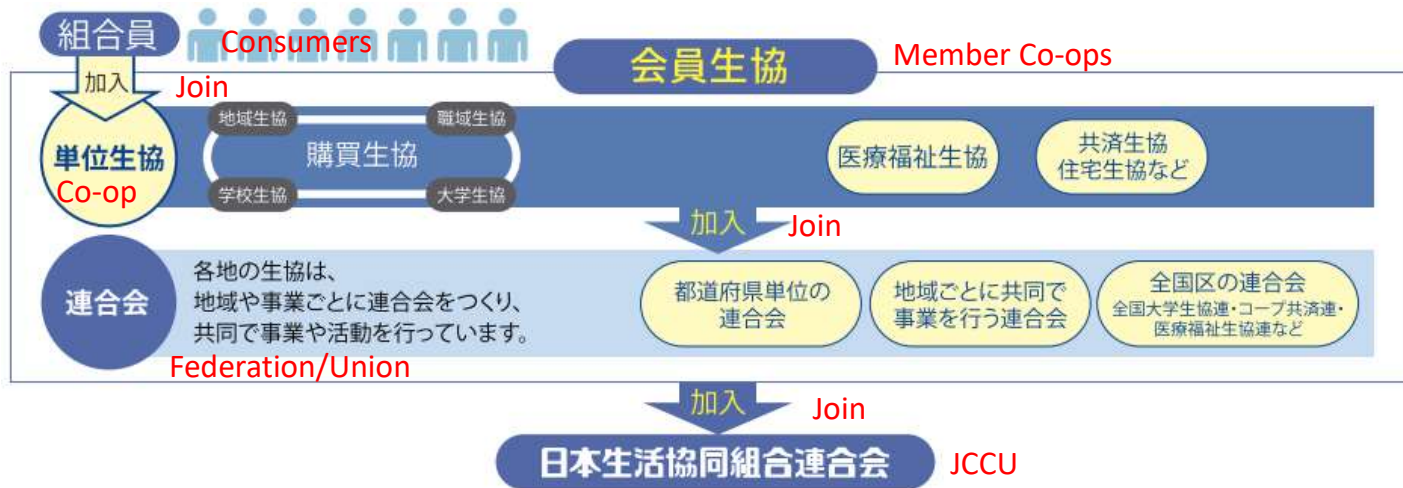 組合員
Consumers
会員生協
Member Co-ops
加入
Join
単位生協
Co-op
地域生協
職域生協
購買生協
学校生協
大学生協
医療福祉生協
共済生協
住宅生協など
加入
Join
連合会
各地の生協は、
地域や事業ごとに連合会をつくり、
共同で事業や活動を行っています。
都道府県単位の
連合会
地域ごとに共同で
事業を行う連合会
全国区の連合会
全国大学生協連・コープ共済連・
医療福祉生協連など
Federation/Union
加入
Join
日本生活協同組合連合会
JCCU